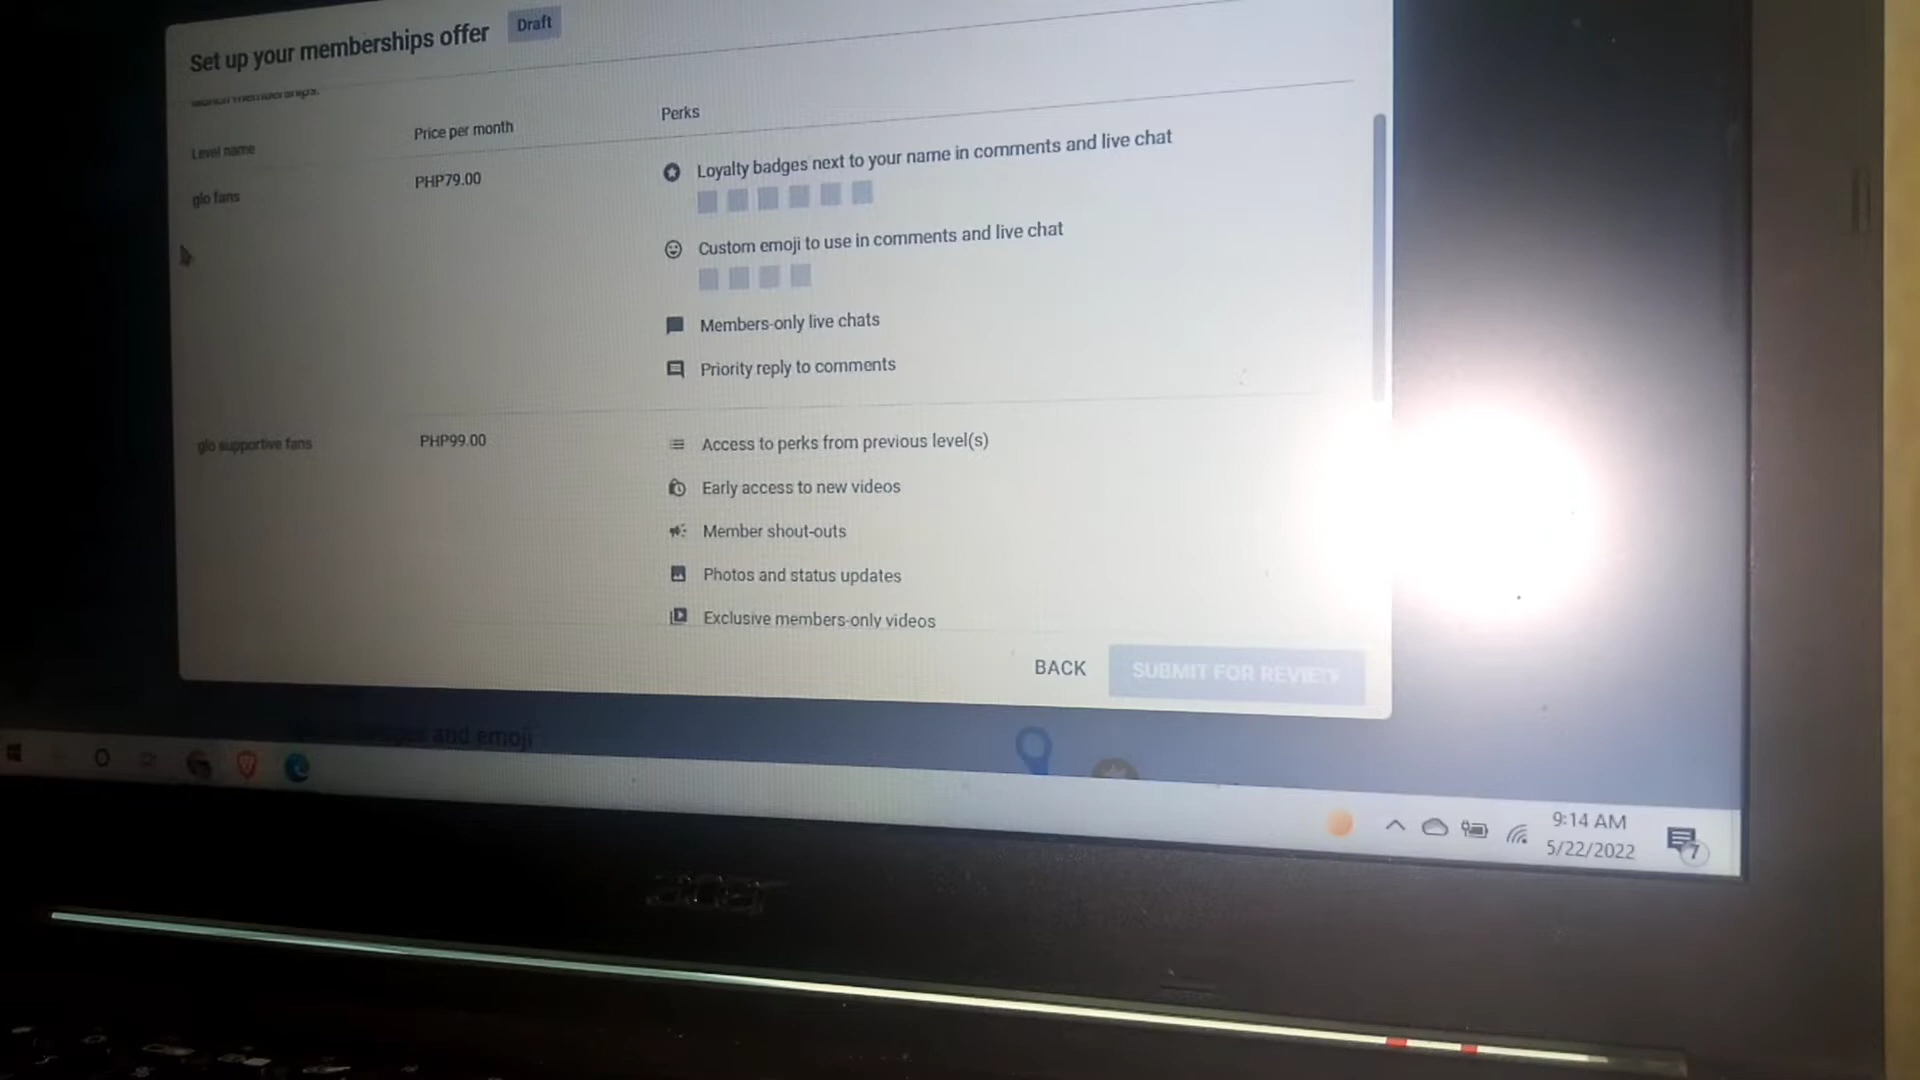 Set up your memberships offer
Draft
Level name
Price per month
Perks
glo fans
PHP79.00
Loyalty badges next to your name in comments and live chat
Custom emoji to use in comments and live chat
Members-only live chats
Priority reply to comments
glo supportive fans
PHP99.00
Access to perks from previous level(s)
Early access to new videos
Member shout-outs
Photos and status updates
Exclusive members-only videos
BACK
SUBMIT FOR REVIEW
and emoji
9:14 AM
5/22/2022
7
acer